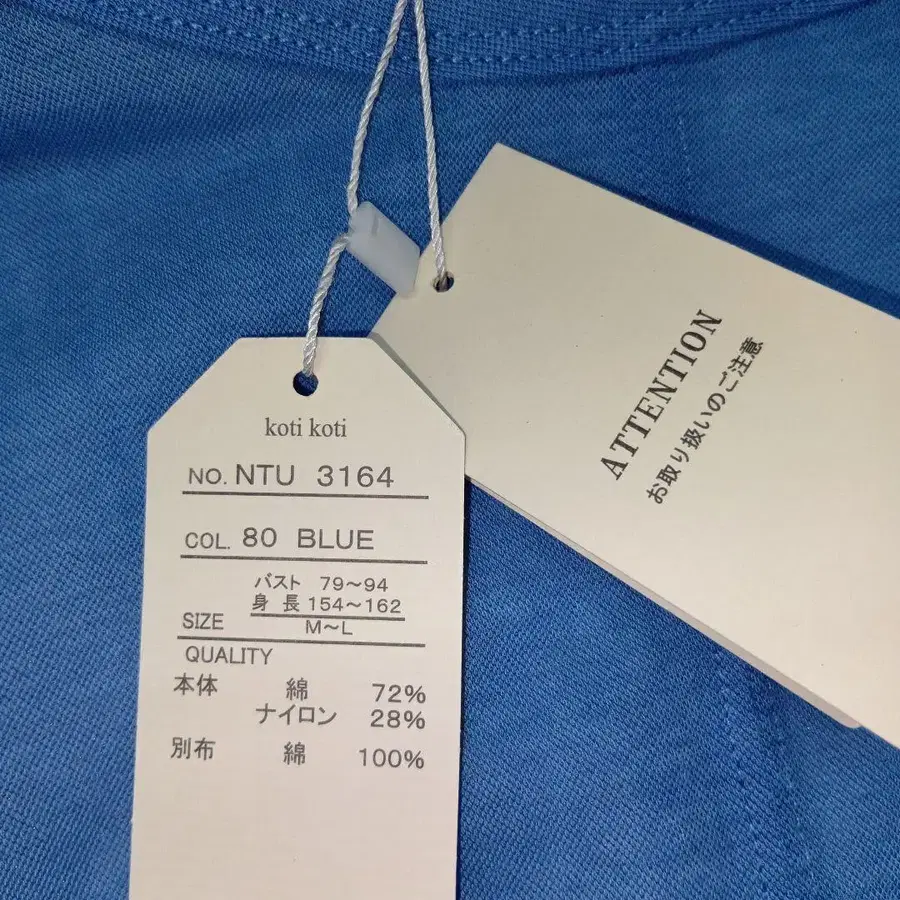 koti koti
NO. NTU 3164
COL. 80 BLUE
バスト 79～94
身 長 154～162
SIZE M～L
QUALITY
本体 綿 72%
ナイロン 28%
別布 綿 100%
ATTENTION
お取り扱いのご注意